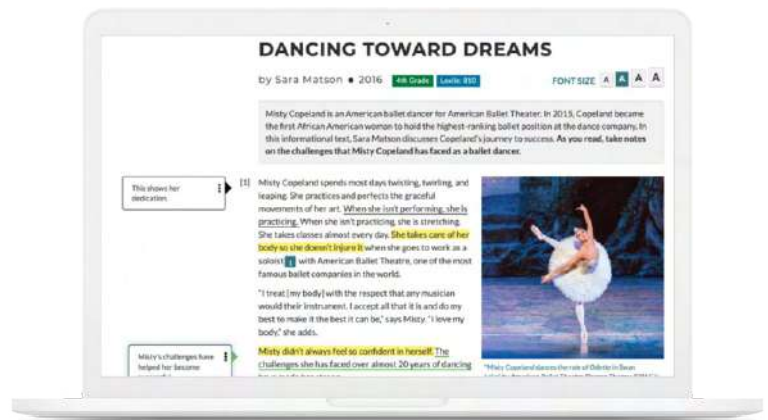 DANCING TOWARD DREAMS
by Sara Matson • 2016 4th Grade Lexile: 810 FONT SIZE A A A A
Misty Copeland is an American ballet dancer for American Ballet Theater. In 2015, Copeland became
the first African American woman to hold the highest-ranking ballet position at the dance company. In
this informational text, Sara Matson discusses Copeland's journey to success. As you read, take notes
on the challenges that Misty Copeland has faced as a ballet dancer.
This shows her
dedication.
[1] Misty Copeland spends most days twisting, twirling, and
leaping. She practices and perfects the graceful
movements of her art. When she isn't performing, she is
practicing. When she isn't practicing, she is stretching.
She takes classes almost every day. She takes care of her
body so she doesn't injure it when she goes to work as a
soloist 1 with American Ballet Theatre, one of the most
famous ballet companies in the world.
"I treat [my body] with the respect that any musician
would their instrument. I accept all that it is and do my
best to make it the best it can be," says Misty. "I love my
body," she adds.
Misty's challenges have
helped her become
Misty didn't always feel so confident in herself. The
challenges she has faced over almost 20 years of dancing
"Misty Copeland dances the role of Odette in Swan